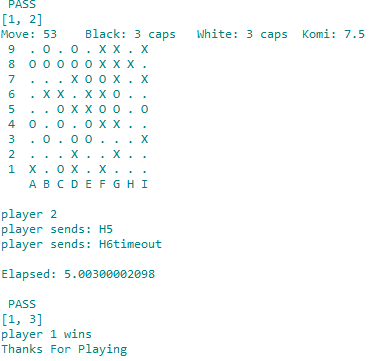 PASS
[1, 2]
Move: 53 Black: 3 caps White: 3 caps Komi: 7.5
9 . O . O . X X . X
8 O O O O O X X X .
7 . . . X O O X . X
6 . X X . X X O . .
5 . . O X X O O . O
4 O . O . O X X . .
3 . O . O O . . . X
2 . . . X . . X . .
1 X . O X . X . . .
A B C D E F G H I
player 2
player sends: H5
player sends: H6timeout
Elapsed: 5.00300002098
PASS
[1, 3]
player 1 wins
Thanks For Playing